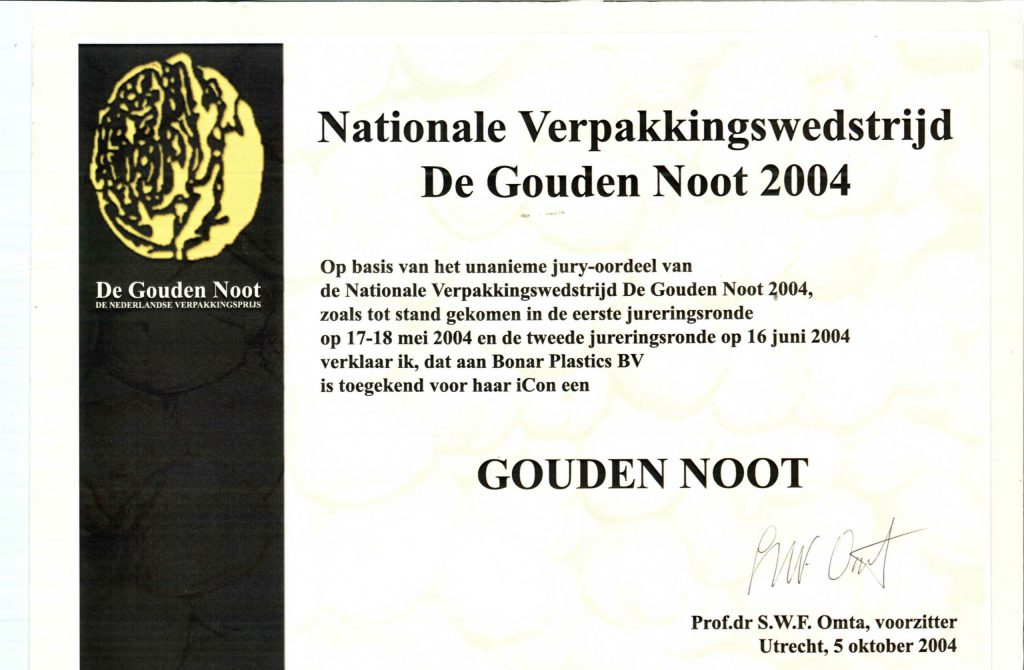 Nationale Verpakkingswedstrijd
De Gouden Noot 2004
De Gouden Noot
DE NEDERLANDSE VERPAKKINGSPRIJS
Op basis van het unanieme jury-oordeel van
de Nationale Verpakkingswedstrijd De Gouden Noot 2004,
zoals tot stand gekomen in de eerste jureringsronde
op 17-18 mei 2004 en de tweede jureringsronde op 16 juni 2004
verklaar ik, dat aan Bonar Plastics BV
is toegekend voor haar iCon een
GOUDEN NOOT
SWF Omta
Prof.dr S.W.F. Omta, voorzitter
Utrecht, 5 oktober 2004